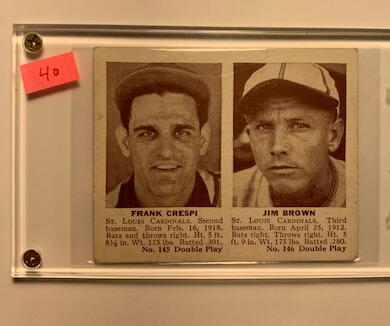 40
FRANK CRESPI
ST. LOUIS CARDINALS. Second
baseman. Born Feb. 16, 1918.
Bats and throws right. Ht. 5 ft.
8½ in. Wt. 175 lbs. Batted .301.
No. 145 Double Play
JIM BROWN
ST. LOUIS CARDINALS. Third
baseman. Born April 25, 1912.
Bats right. Throws right. Ht. 5
ft. 9 in. Wt. 175 lbs. Batted .280.
No. 146 Double Play